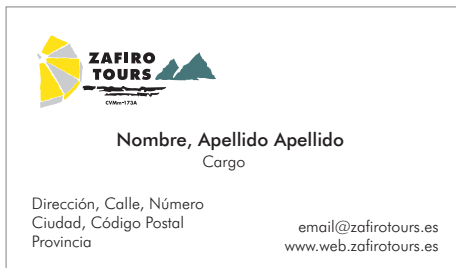 ZAFIRO
TOURS
CVMm-173A
Nombre, Apellido Apellido
Cargo
Dirección, Calle, Número
Ciudad, Código Postal
Provincia
email@zafirotours.es
www.web.zafirotours.es